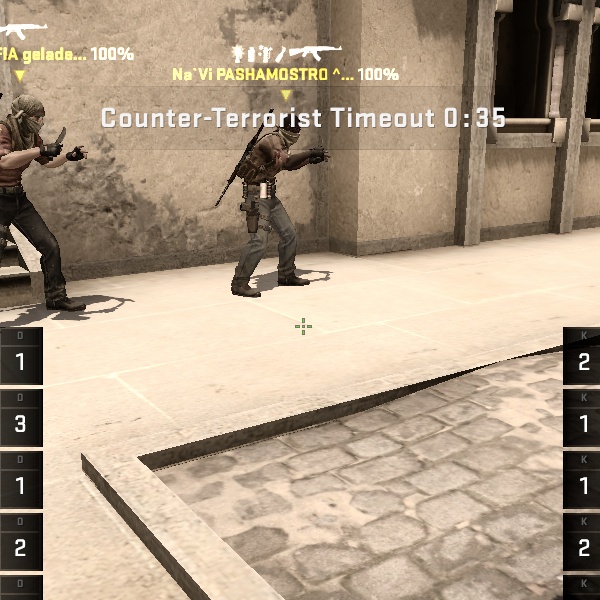 FIA gelada... 100%
Na`Vi PASHAMOSTRO ^... 100%
Counter-Terrorist Timeout 0:35
D
1
D
3
D
1
D
2
D
K
2
K
1
K
1
K
2
K